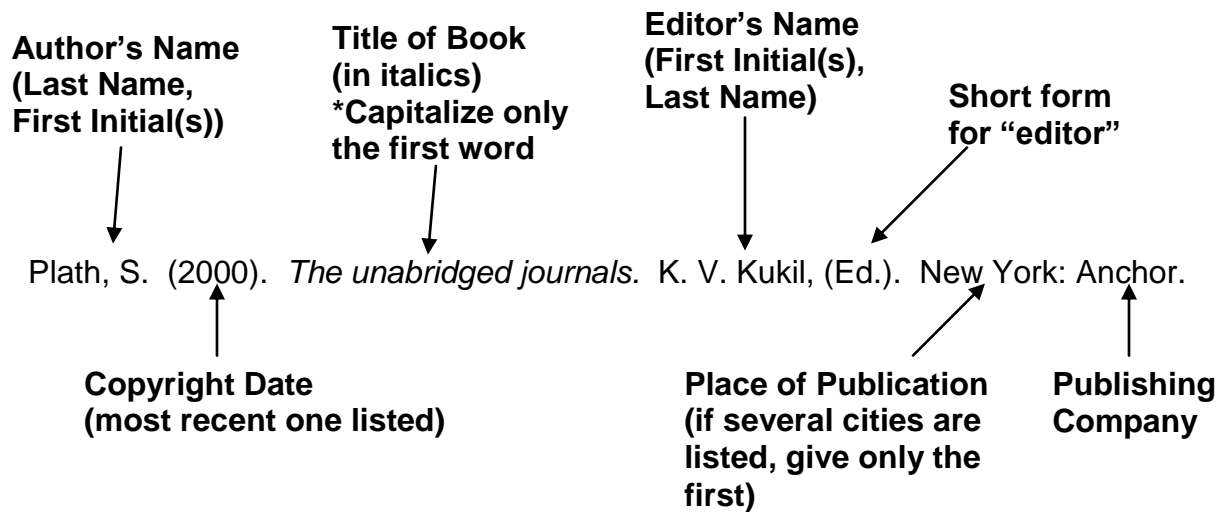 Author’s Name
(Last Name,
First Initial(s))
Title of Book
(in italics)
*Capitalize only
the first word
Editor’s Name
(First Initial(s),
Last Name)
Short form
for “editor”
Plath, S.  (2000).  The unabridged journals.  K. V. Kukil, (Ed.).  New York: Anchor.
Copyright Date
(most recent one listed)
Place of Publication
(if several cities are
listed, give only the
first)
Publishing
Company